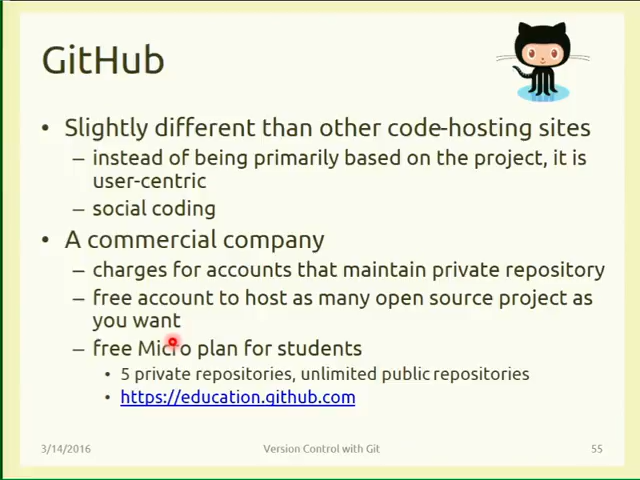 GitHub
• Slightly different than other code-hosting sites
– instead of being primarily based on the project, it is
user-centric
– social coding
• A commercial company
– charges for accounts that maintain private repository
– free account to host as many open source project as
you want
– free Micro plan for students
• 5 private repositories, unlimited public repositories
• https://education.github.com
3/14/2016
Version Control with Git
55